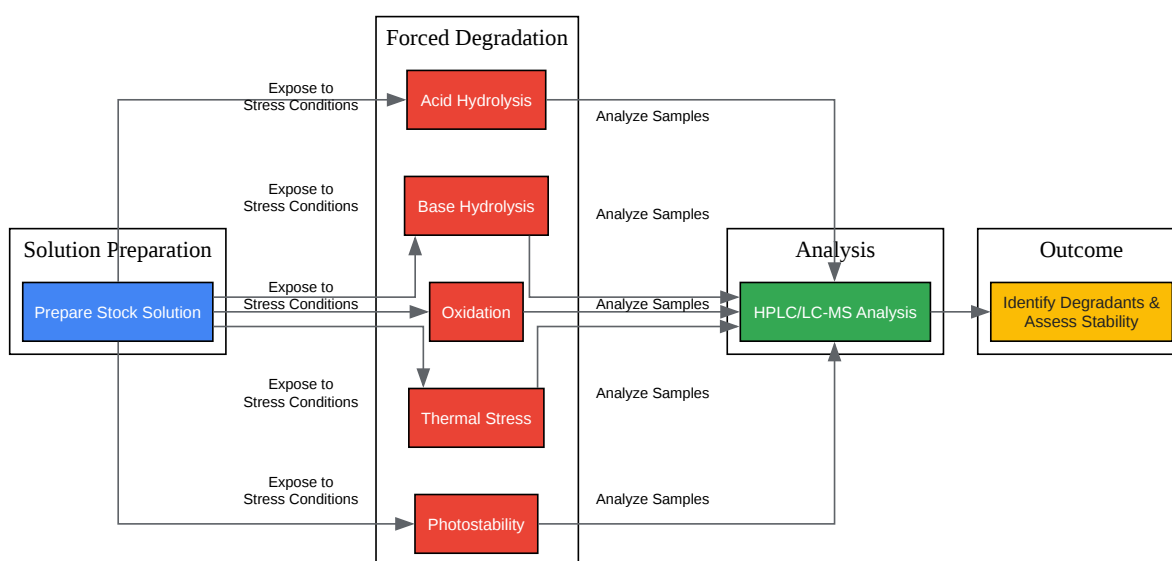 Forced Degradation
Expose to
Stress Conditions
Acid Hydrolysis
Analyze Samples
Expose to
Stress Conditions
Base Hydrolysis
Analyze Samples
Solution Preparation
Prepare Stock Solution
Expose to
Stress Conditions
Oxidation
Analyze Samples
Analysis
HPLC/LC-MS Analysis
Outcome
Identify Degradants &
Assess Stability
Expose to
Stress Conditions
Thermal Stress
Analyze Samples
Expose to
Stress Conditions
Photostability
Analyze Samples